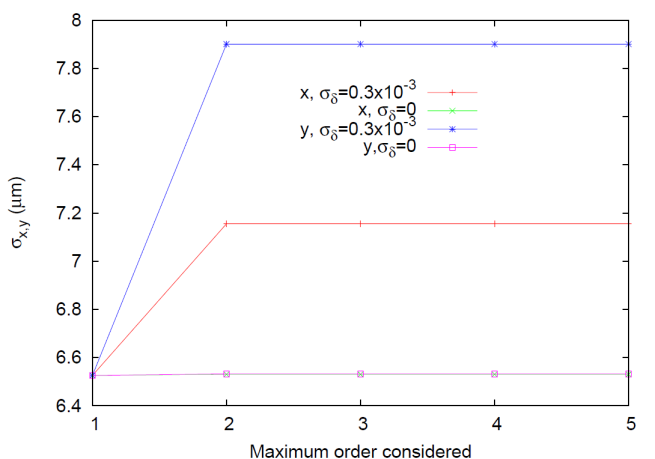 8
7.8
7.6
7.4
7.2
7
6.8
6.6
6.4
σx,y (μm)
x, σδ=0.3x10-3
x, σδ=0
y, σδ=0.3x10-3
y,σδ=0
1 2 3 4 5
Maximum order considered